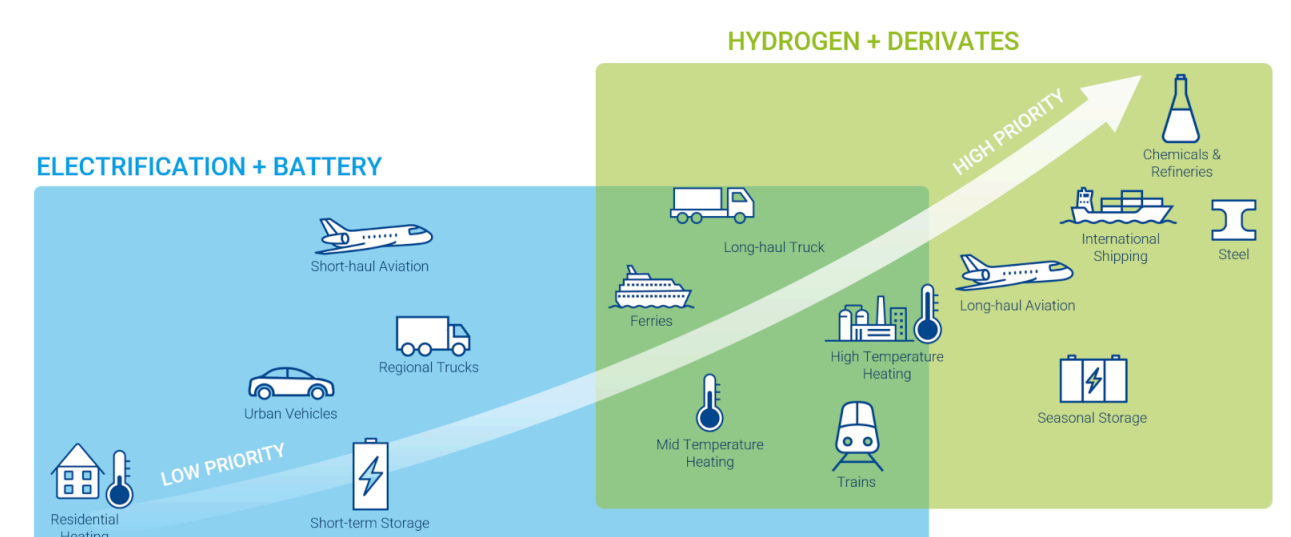 HYDROGEN + DERIVATES
HIGH PRIORITY
Chemicals &
Refineries
ELECTRIFICATION + BATTERY
Short-haul Aviation
Long-haul Truck
International
Shipping
Steel
Ferries
Long-haul Aviation
Regional Trucks
High Temperature
Heating
Urban Vehicles
Seasonal Storage
Mid Temperature
Heating
LOW PRIORITY
Trains
Residential
Heating
Short-term Storage